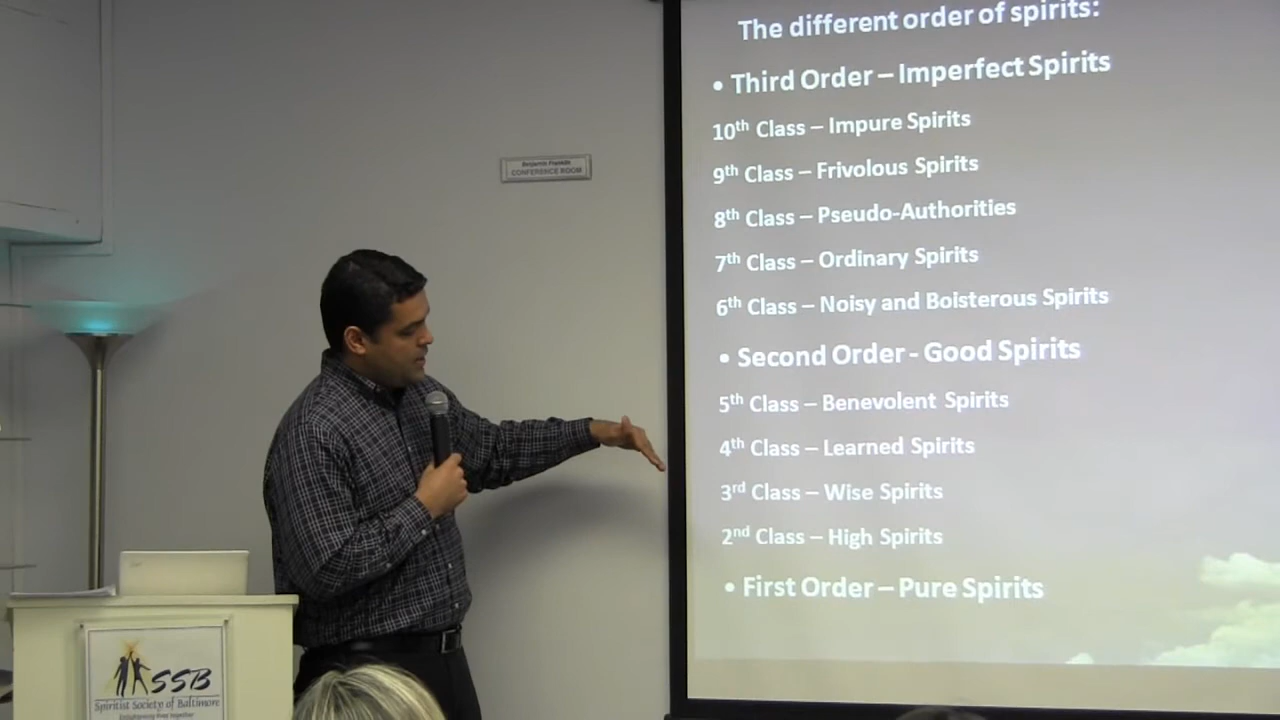 The different order of spirits:
• Third Order – Imperfect Spirits
10th Class – Impure Spirits
9th Class – Frivolous Spirits
8th Class – Pseudo-Authorities
7th Class – Ordinary Spirits
6th Class – Noisy and Boisterous Spirits
• Second Order - Good Spirits
5th Class – Benevolent Spirits
4th Class – Learned Spirits
3rd Class – Wise Spirits
2nd Class – High Spirits
• First Order – Pure Spirits
Benjamin Franklin
CONFERENCE ROOM
SSB
Spiritist Society of Baltimore